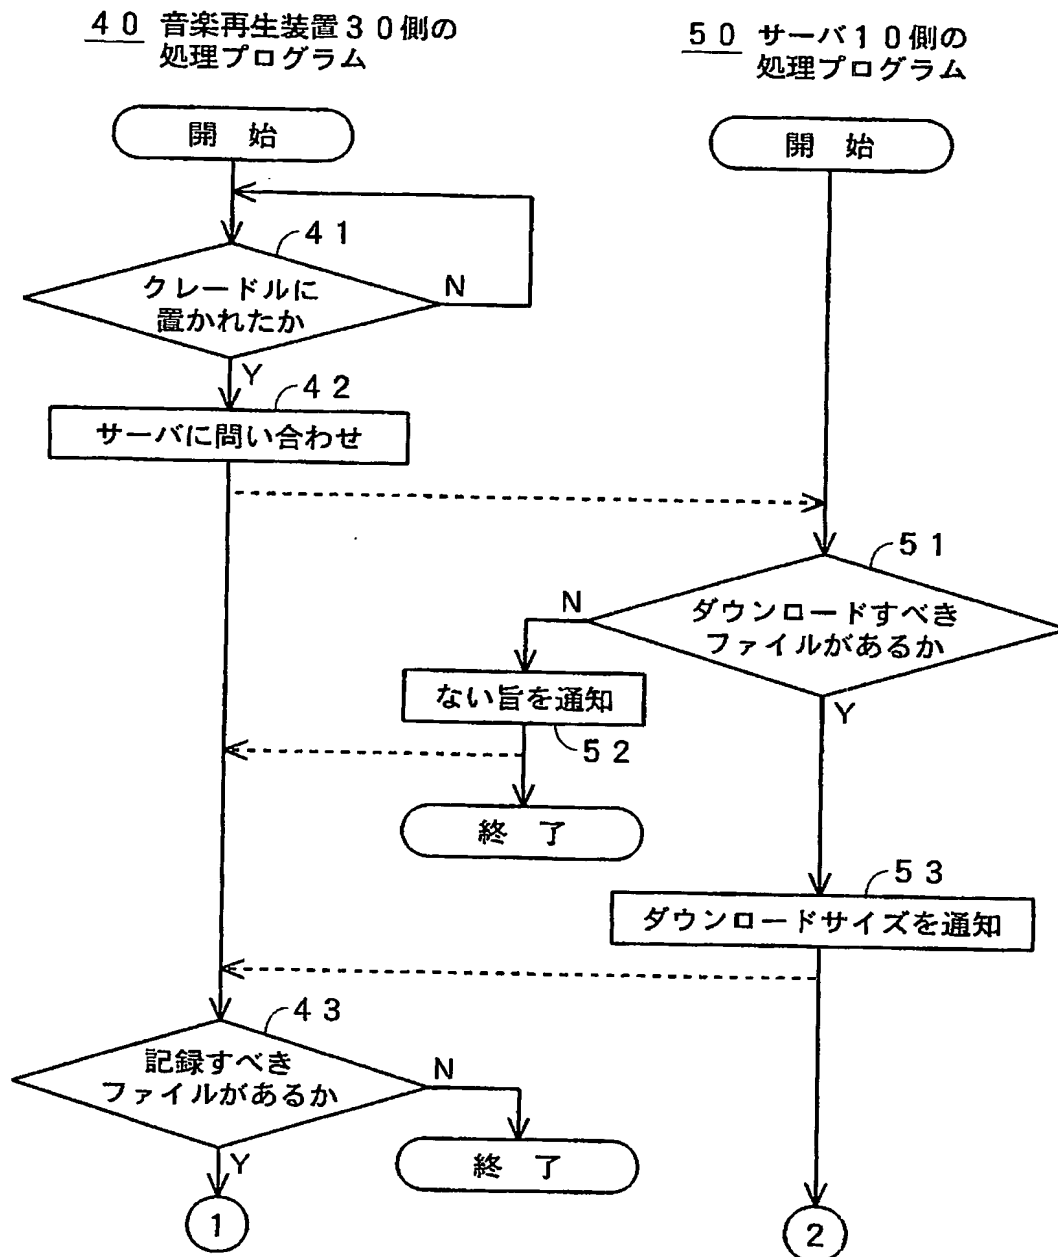 ４０ 音楽再生装置３０側の
処理プログラム
５０ サーバ１０側の
処理プログラム
開 始
開 始
４１
クレードルに
置かれたか
N
Y
４２
サーバに問い合わせ
５１
ダウンロードすべき
ファイルがあるか
N
Y
ない旨を通知
５２
終 了
５３
ダウンロードサイズを通知
４３
記録すべき
ファイルがあるか
N
Y
終 了
1
2